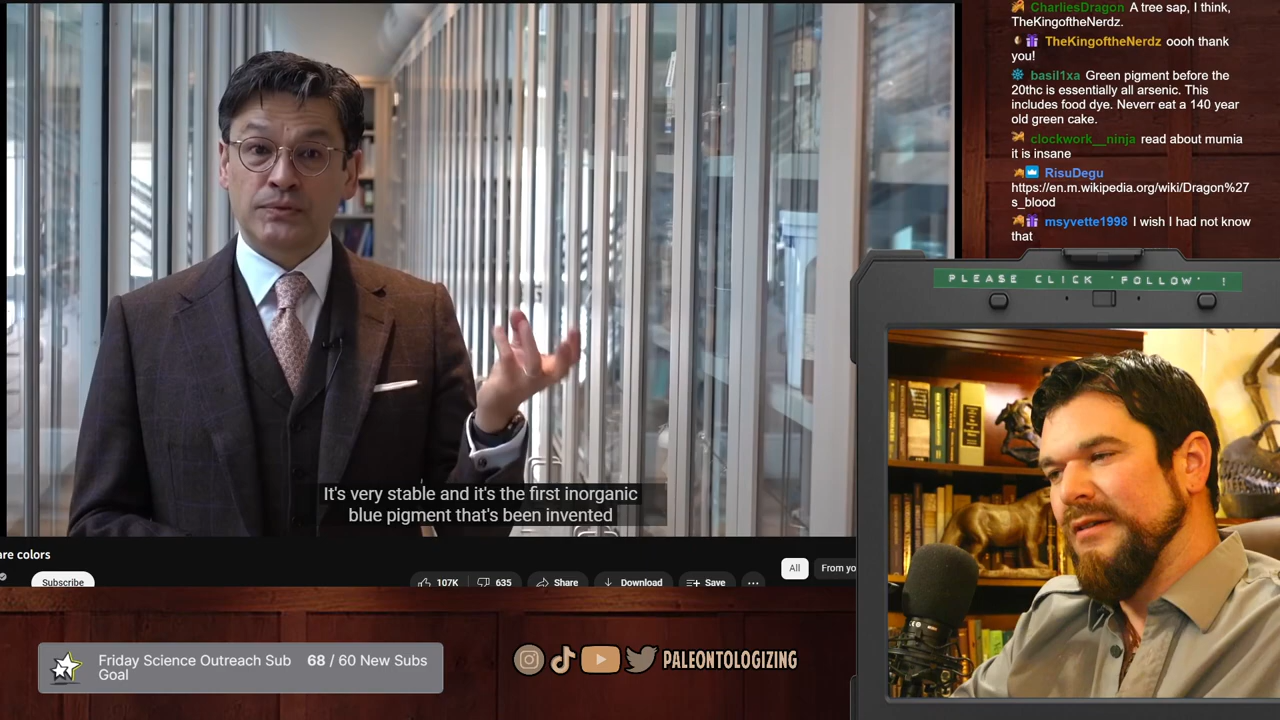 CharliesDragon A tree sap, I think,
TheKingoftheNerdz.
TheKingoftheNerdz oooh thank
you!
basil1xa Green pigment before the
20thc is essentially all arsenic. This
includes food dye. Neverr eat a 140 year
old green cake.
clockwork__ninja read about mumia
it is insane
RisuDegu
https://en.m.wikipedia.org/wiki/Dragon%27
s_blood
msyvette1998 I wish I had not know
that
PLEASE CLICK 'FOLLOW' !
It's very stable and it's the first inorganic
blue pigment that's been invented
are colors
Subscribe
107K
635
Share
Download
Save
All
From yo
Friday Science Outreach Sub
Goal
68 / 60 New Subs
PALEONTOLOGIZING